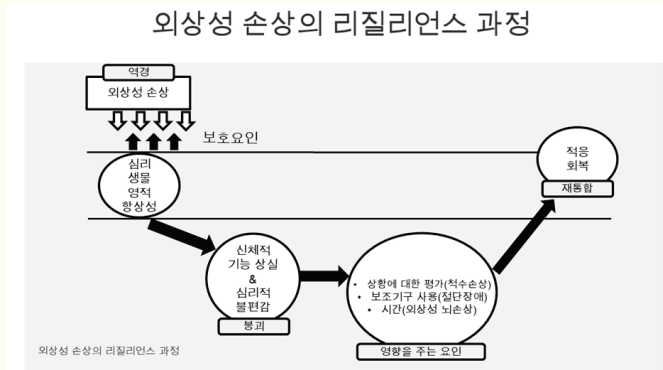 외상성 손상의 리질리언스 과정
역경
외상성 손상
보호요인
심리
생물
영적
항상성
적응
회복
재통합
신체적
기능 상실
&
심리적
불편감
붕괴
• 상황에 대한 평가(척수손상)
• 보조기구 사용(절단장애)
• 시간(외상성 뇌손상)
영향을 주는 요인
외상성 손상의 리질리언스 과정